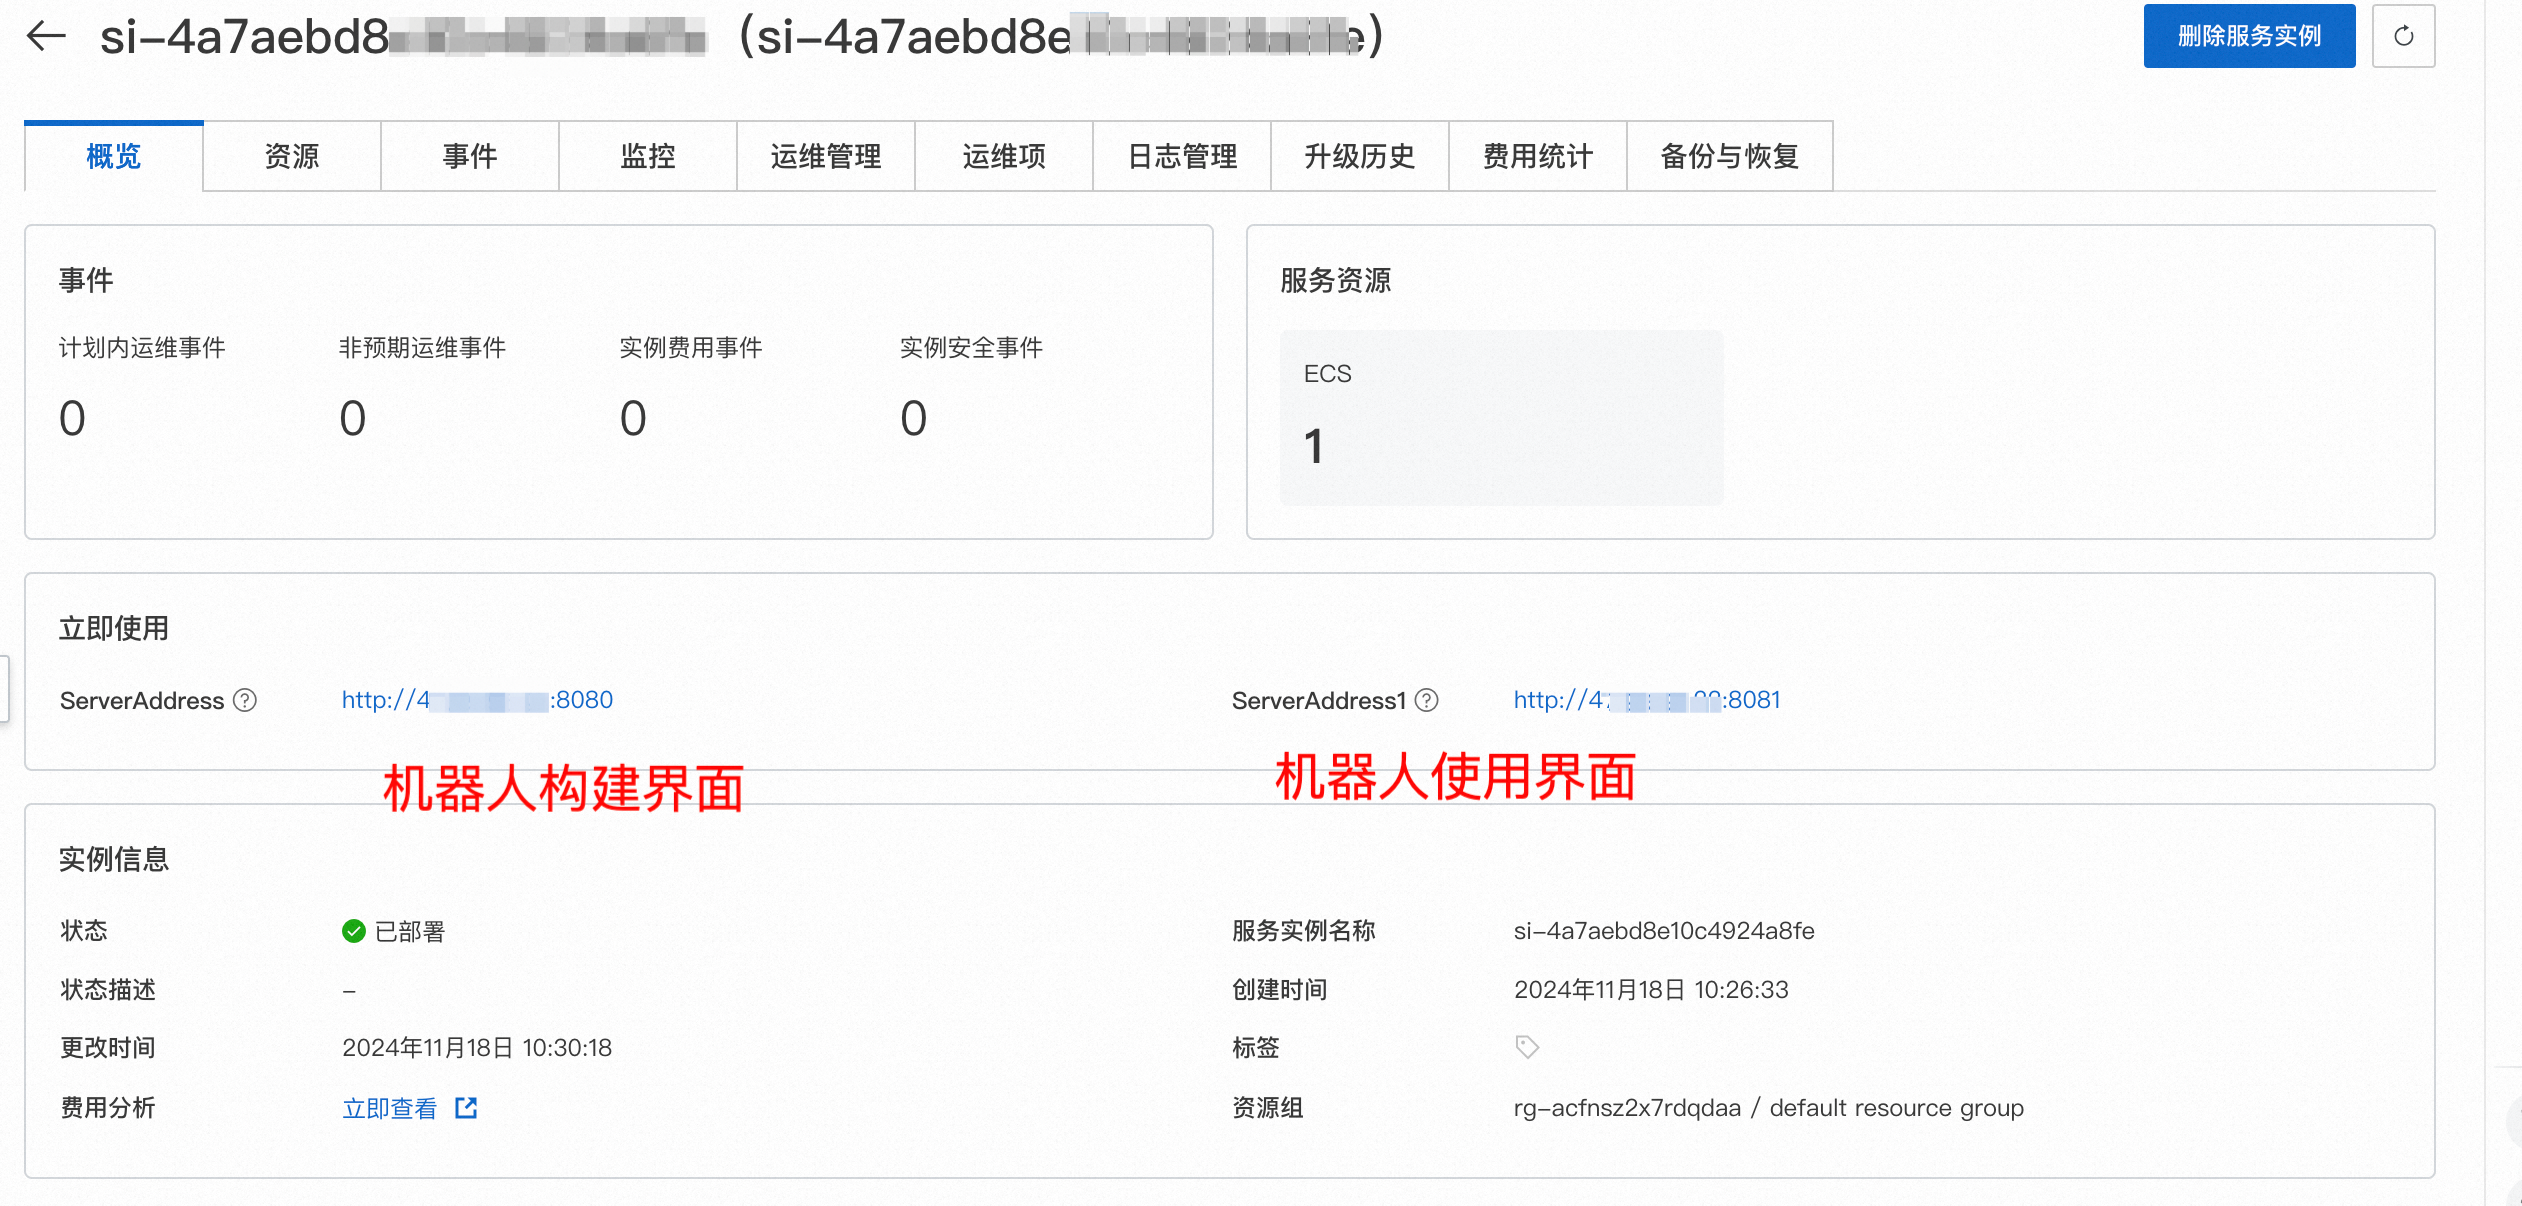 si-4a7aebd8 (si-4a7aebd8e e)
删除服务实例
概览 资源 事件 监控 运维管理 运维项 日志管理 升级历史 费用统计 备份与恢复
事件
计划内运维事件 非预期运维事件 实例费用事件 实例安全事件
0 0 0 0
服务资源
ECS
1
立即使用
ServerAddress http://4 :8080
ServerAddress1 http://4 :8081
机器人构建界面
机器人使用界面
实例信息
状态 已部署
服务实例名称 si-4a7aebd8e10c4924a8fe
状态描述 –
创建时间 2024年11月18日 10:26:33
更改时间 2024年11月18日 10:30:18
标签
费用分析 立即查看
资源组 rg-acfnsz2x7rdqdaa / default resource group